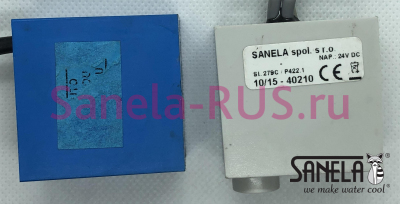 SANELA spol. s r.o
NAP.: 24V DC
SL 279C / P422.1
10/15 - 40210
CE
Sanela-RUS.ru
SANELA®
we make water cool®